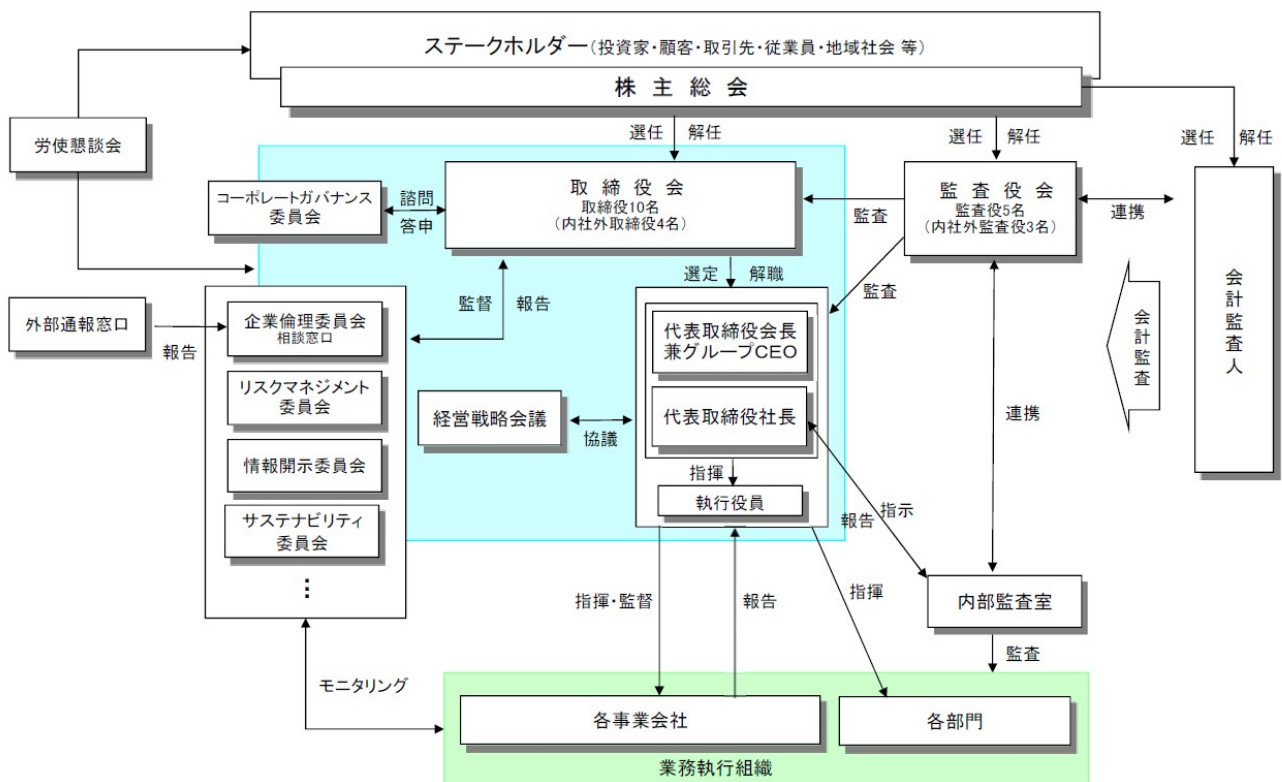 ステークホルダー(投資家・顧客・取引先・従業員・地域社会 等)
株主総会
労使懇談会
選任 解任
選任 解任
選任 解任
コーポレートガバナンス
委員会
諮問
答申
取締役会
取締役10名
(内社外取締役4名)
監査
監査役会
監査役5名
(内社外監査役3名)
連携
会計監査人
会計監査
監督 報告
選定 解職
監査
外部通報窓口
報告
企業倫理委員会
相談窓口
リスクマネジメント
委員会
情報開示委員会
サステナビリティ
委員会
⋮
経営戦略会議
協議
代表取締役会長
兼グループCEO
代表取締役社長
指揮
執行役員
報告
指示
連携
内部監査室
監査
指揮・監督
報告
指揮
モニタリング
各事業会社
各部門
業務執行組織